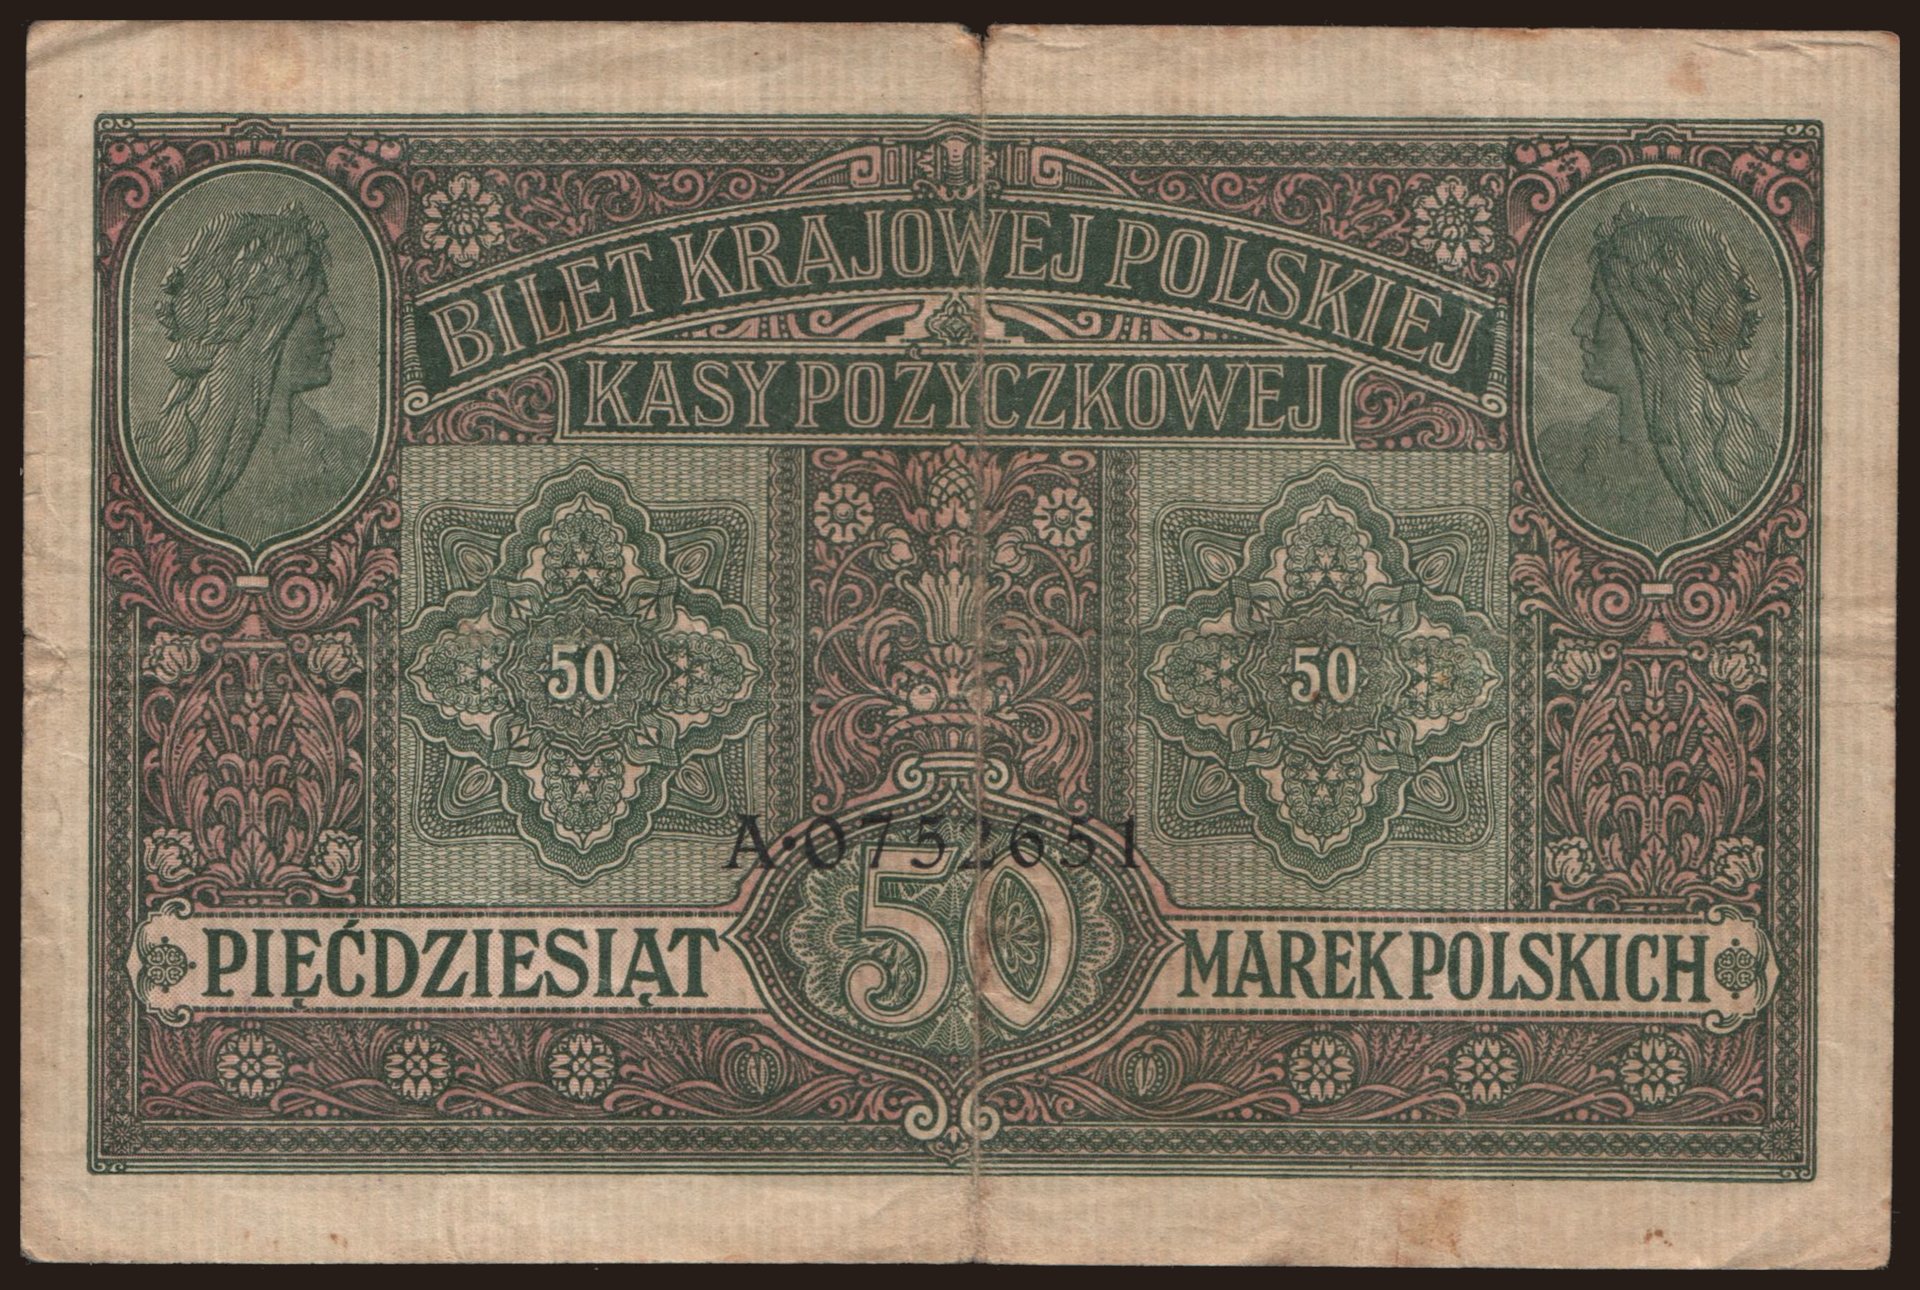 BILET KRAJOWEJ POLSKIEJ
KASY POŻYCZKOWEJ
50 50
A·0752651
PIĘĆDZIESIĄT 50 MAREK POLSKICH